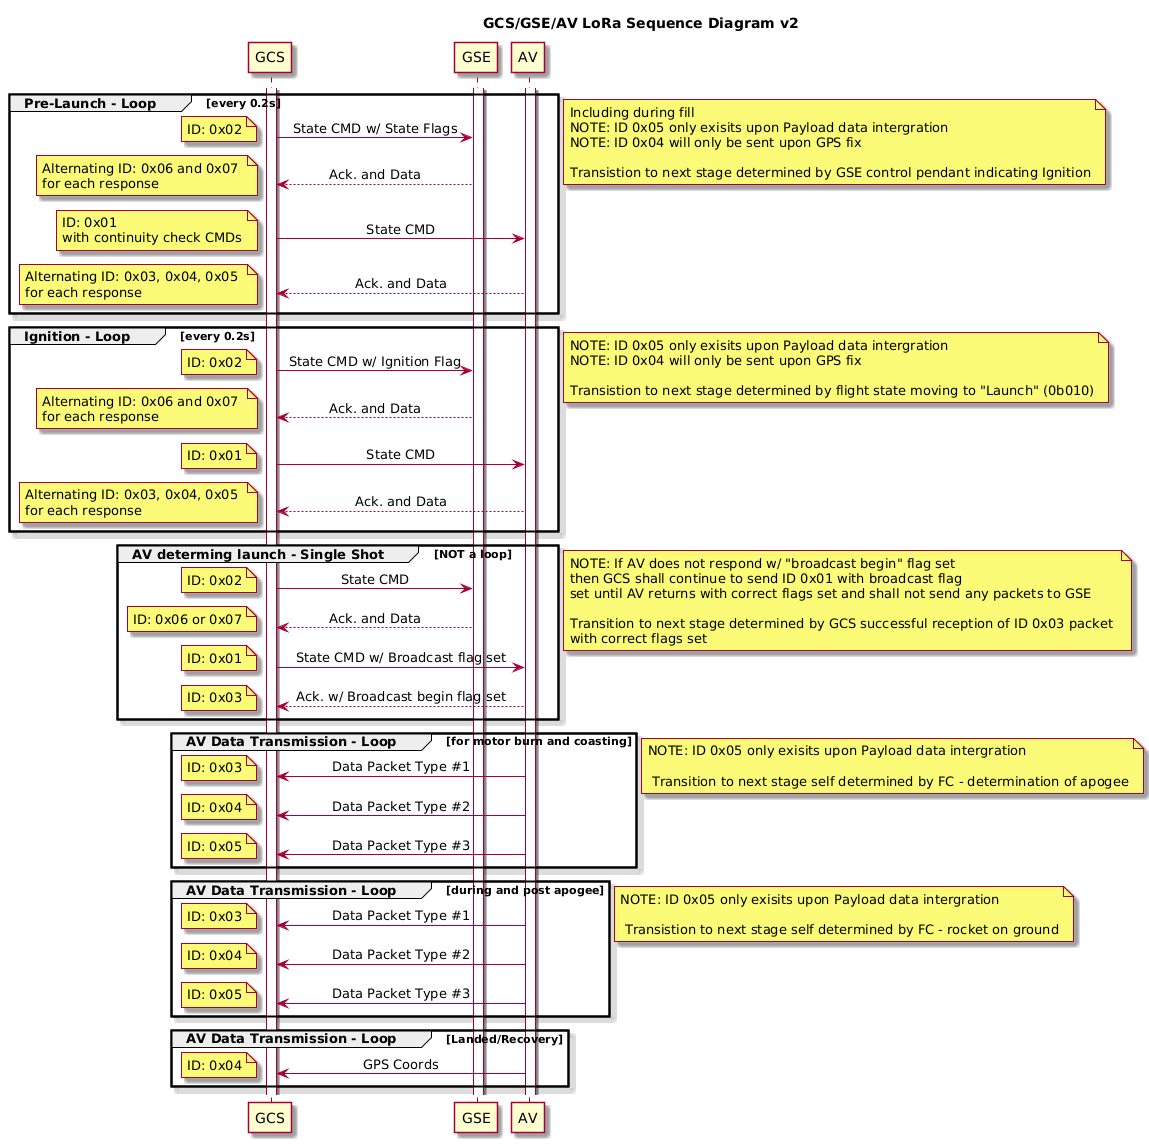 GCS/GSE/AV LoRa Sequence Diagram v2
GCS
GSE
AV
Pre-Launch - Loop
[every 0.2s]
Including during fill
NOTE: ID 0x05 only exisits upon Payload data intergration
NOTE: ID 0x04 will only be sent upon GPS fix
Transistion to next stage determined by GSE control pendant indicating Ignition
ID: 0x02
State CMD w/ State Flags
Alternating ID: 0x06 and 0x07
for each response
Ack. and Data
ID: 0x01
with continuity check CMDs
State CMD
Alternating ID: 0x03, 0x04, 0x05
for each response
Ack. and Data
Ignition - Loop
[every 0.2s]
NOTE: ID 0x05 only exisits upon Payload data intergration
NOTE: ID 0x04 will only be sent upon GPS fix
Transistion to next stage determined by flight state moving to "Launch" (0b010)
ID: 0x02
State CMD w/ Ignition Flag
Alternating ID: 0x06 and 0x07
for each response
Ack. and Data
ID: 0x01
State CMD
Alternating ID: 0x03, 0x04, 0x05
for each response
Ack. and Data
AV determing launch - Single Shot
[NOT a loop]
NOTE: If AV does not respond w/ "broadcast begin" flag set
then GCS shall continue to send ID 0x01 with broadcast flag
set until AV returns with correct flags set and shall not send any packets to GSE
Transistion to next stage determined by GCS successful reception of ID 0x03 packet
with correct flags set
ID: 0x02
State CMD
ID: 0x06 or 0x07
Ack. and Data
ID: 0x01
State CMD w/ Broadcast flag set
ID: 0x03
Ack. w/ Broadcast begin flag set
AV Data Transmission - Loop
[for motor burn and coasting]
NOTE: ID 0x05 only exisits upon Payload data intergration
Transistion to next stage self determined by FC - determination of apogee
ID: 0x03
Data Packet Type #1
ID: 0x04
Data Packet Type #2
ID: 0x05
Data Packet Type #3
AV Data Transmission - Loop
[during and post apogee]
NOTE: ID 0x05 only exisits upon Payload data intergration
Transistion to next stage self determined by FC - rocket on ground
ID: 0x03
Data Packet Type #1
ID: 0x04
Data Packet Type #2
ID: 0x05
Data Packet Type #3
AV Data Transmission - Loop
[Landed/Recovery]
ID: 0x04
GPS Coords
GCS
GSE
AV